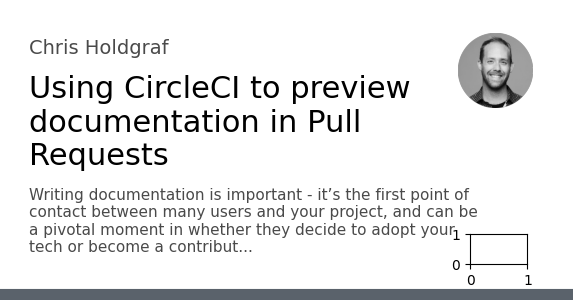 Chris Holdgraf
Using CircleCI to preview
documentation in Pull
Requests
Writing documentation is important - it’s the first point of
contact between many users and your project, and can be
a pivotal moment in whether they decide to adopt your
tech or become a contribut...
1
0
0 1